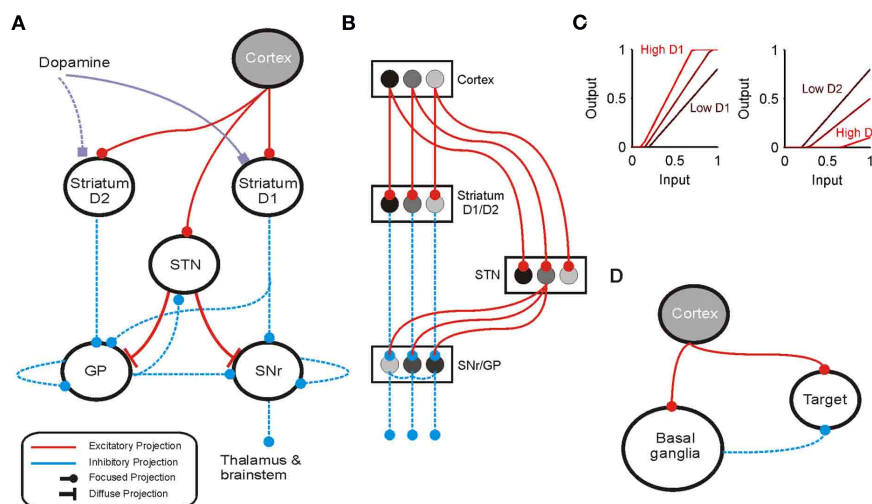 A
Dopamine
Cortex
Striatum
D2
Striatum
D1
STN
GP
SNr
Thalamus &
brainstem
Excitatory Projection
Inhibitory Projection
Focused Projection
Diffuse Projection
B
Cortex
Striatum
D1/D2
STN
SNr/GP
C
1
High D1
Output
0.5
Low D1
0
0
0.5
1
Input
1
Output
Low D2
0.5
High D
0
0
0.5
1
Input
D
Cortex
Target
Basal
ganglia